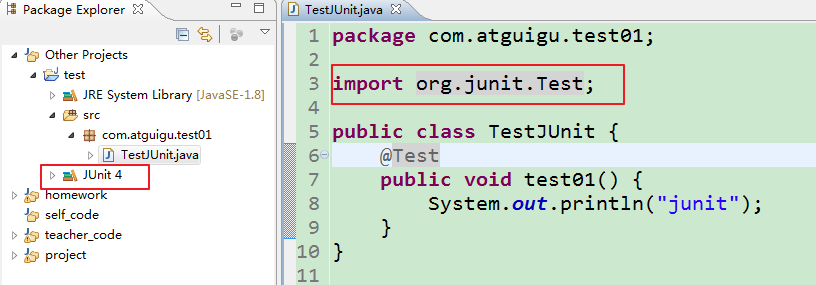 Package Explorer
Other Projects
test
JRE System Library [JavaSE-1.8]
src
com.atguigu.test01
TestJUnit.java
JUnit 4
homework
self_code
teacher_code
project
TestJUnit.java
1 package com.atguigu.test01;
2
3 import org.junit.Test;
4
5 public class TestJUnit {
6 @Test
7 public void test01() {
8 System.out.println("junit");
9 }
10 }
11